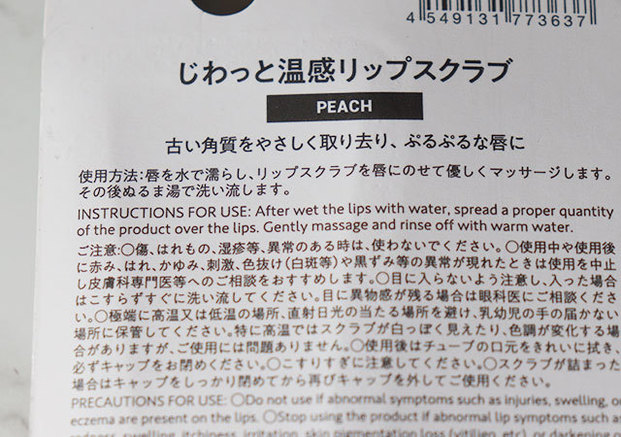 4 549131 773637
じわっと温感リップスクラブ
PEACH
古い角質をやさしく取り去り、ぷるぷるな唇に
使用方法:唇を水で濡らし、リップスクラブを唇にのせて優しくマッサージします。
その後ぬるま湯で洗い流します。
INSTRUCTIONS FOR USE: After wet the lips with water, spread a proper quantity
of the product over the lips. Gently massage and rinse off with warm water.
ご注意:○傷、はれもの、湿疹等、異常のある時は、使わないでください。○使用中や使用後
に赤み、はれ、かゆみ、刺激、色抜け(白斑等)や黒ずみ等の異常が現れたときは使用を中止
し皮膚科専門医等へのご相談をおすすめします。○目に入らないよう注意し、入った場合
はこすらずすぐに洗い流してください。目に異物感が残る場合は眼科医にご相談くださ
い。○極端に高温又は低温の場所、直射日光の当たる場所を避け、乳幼児の手の届かない
場所に保管してください。特に高温ではスクラブが白っぽく見えたり、色調が変化する場
合がありますが、ご使用には問題ありません。○使用後はチューブの口元をきれいに拭き、
必ずキャップをお閉めください。○こすりすぎに注意してください。○スクラブが詰まった
場合はキャップをしっかり閉めてから再びキャップを外してご使用ください。
PRECAUTIONS FOR USE: ○Do not use if abnormal symptoms such as injuries, swelling, o
eczema are present on the lips. ○Stop using the product if abnormal lip symptoms such as
redness, swelling, itchiness, irritation, skin pigmentation loss (vitiligo, etc) or darkening o